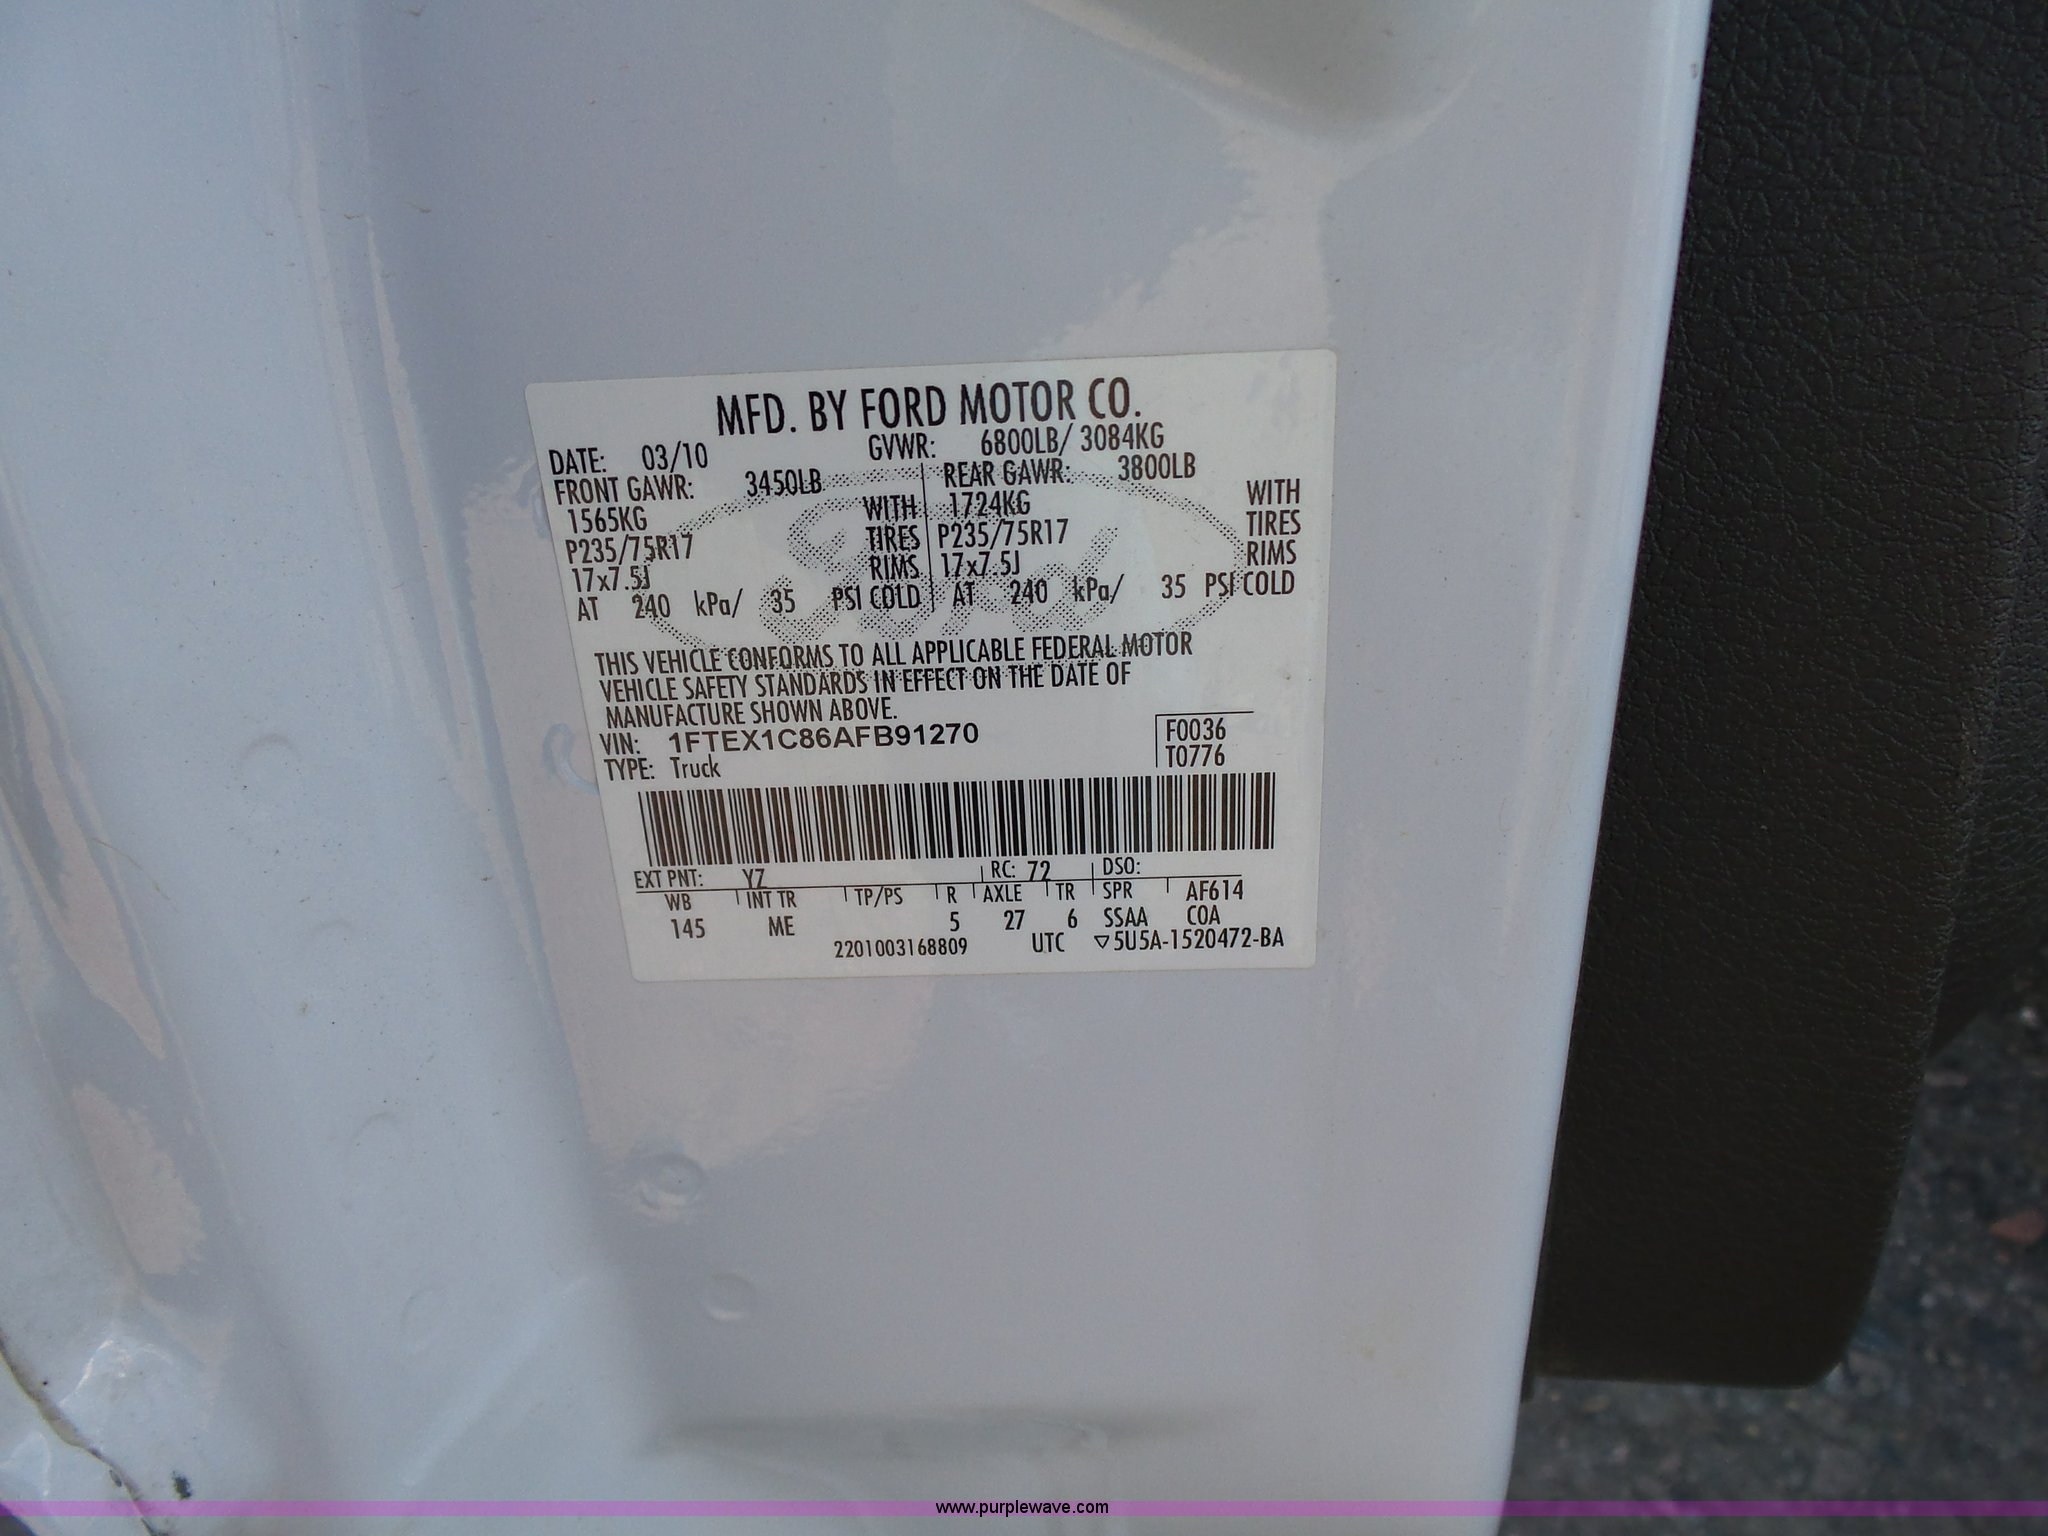 MFD. BY FORD MOTOR CO.
DATE: 03/10 GVWR: 6800LB/ 3084KG
FRONT GAWR: 3450LB REAR GAWR: 3800LB
1565KG WITH 1724KG WITH
P235/75R17 TIRES P235/75R17 TIRES
17x7.5J RIMS 17x7.5J RIMS
AT 240 kPa/ 35 PSI COLD AT 240 kPa/ 35 PSI COLD
Ford
THIS VEHICLE CONFORMS TO ALL APPLICABLE FEDERAL MOTOR
VEHICLE SAFETY STANDARDS IN EFFECT ON THE DATE OF
MANUFACTURE SHOWN ABOVE.
VIN: 1FTEX1C86AFB91270 F0036
TYPE: Truck T0776
EXT PNT: YZ RC: 72 DSO:
WB INT TR TP/PS R AXLE TR SPR AF614
145 ME 5 27 6 SSAA COA
2201003168809 UTC ▽5U5A-1520472-BA
www.purplewave.com